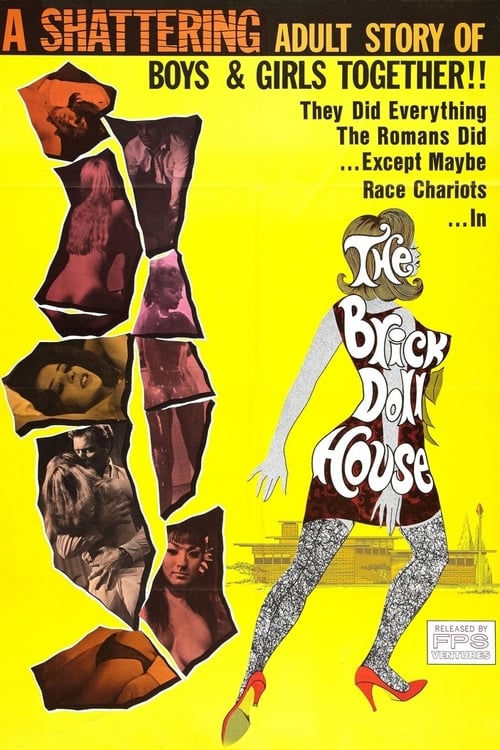 A SHATTERING ADULT STORY OF
BOYS & GIRLS TOGETHER!!
They Did Everything
The Romans Did
...Except Maybe
Race Chariots
...In
THE
BRICK
DOLL
HOUSE
RELEASED BY
FPS
VENTURES